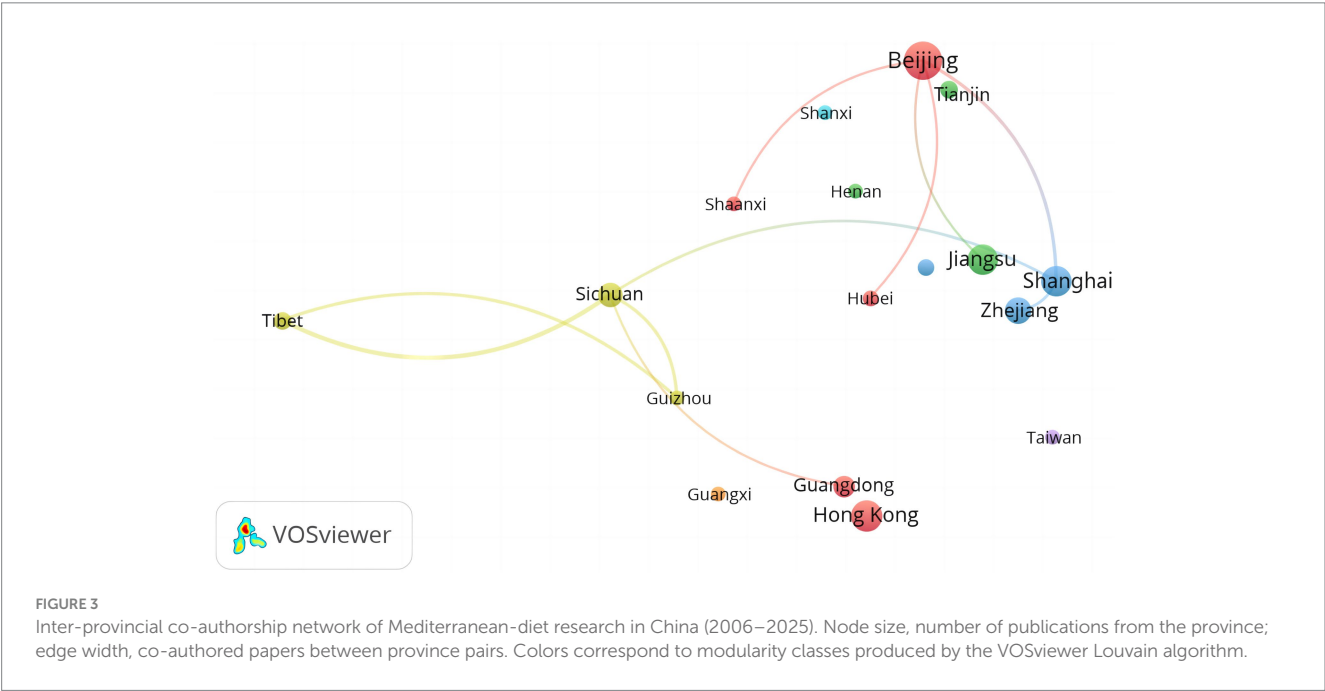 Beijing
Tianjin
Shanxi
Henan
Shaanxi
Jiangsu
Shanghai
Sichuan
Hubei
Zhejiang
Tibet
Guizhou
Taiwan
Guangdong
Guangxi
Hong Kong
VOSviewer
FIGURE 3
Inter-provincial co-authorship network of Mediterranean-diet research in China (2006–2025). Node size, number of publications from the province;
edge width, co-authored papers between province pairs. Colors correspond to modularity classes produced by the VOSviewer Louvain algorithm.